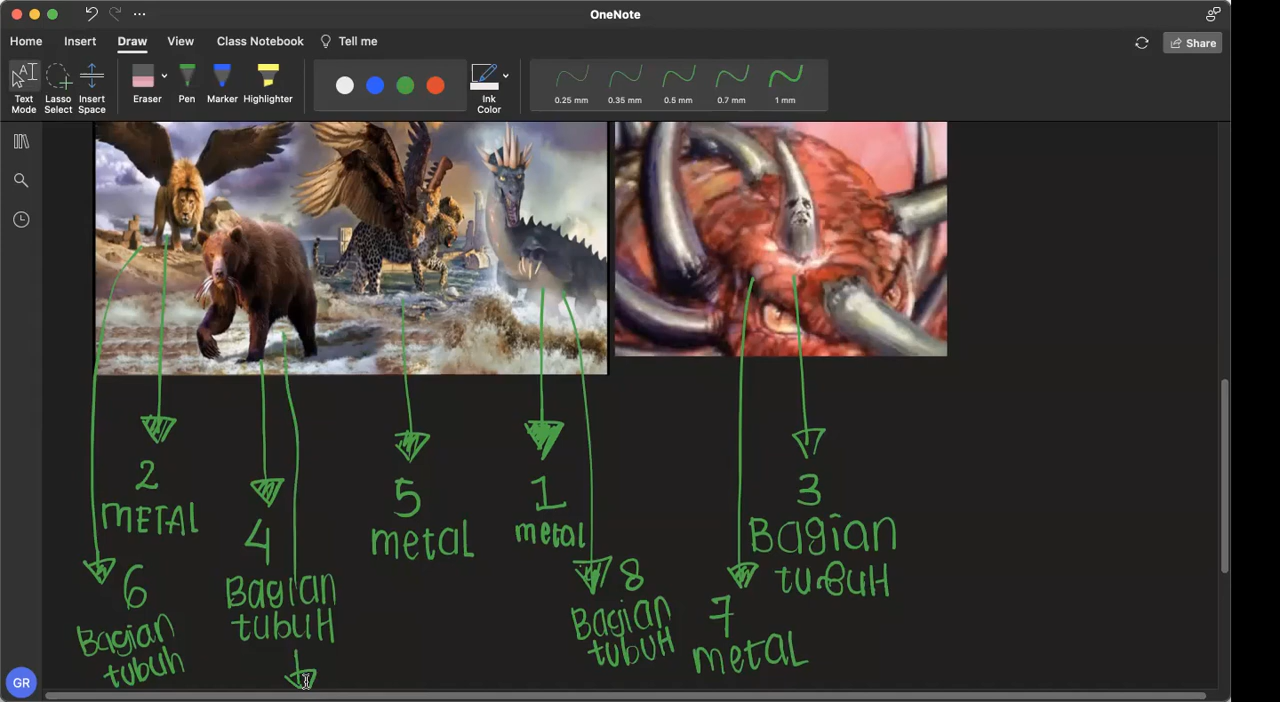 OneNote
Home Insert Draw View Class Notebook Tell me
Share
Text Mode
Lasso Select
Insert Space
Eraser
Pen
Marker
Highlighter
Ink Color
0.25 mm 0.35 mm 0.5 mm 0.7 mm 1 mm
2
METAL
6
Bagian
tubuh
4
Bagian
tubuH
5
metaL
1
metal
8
Bagian
tubuH
7
metaL
3
Bagian
tubuH
GR